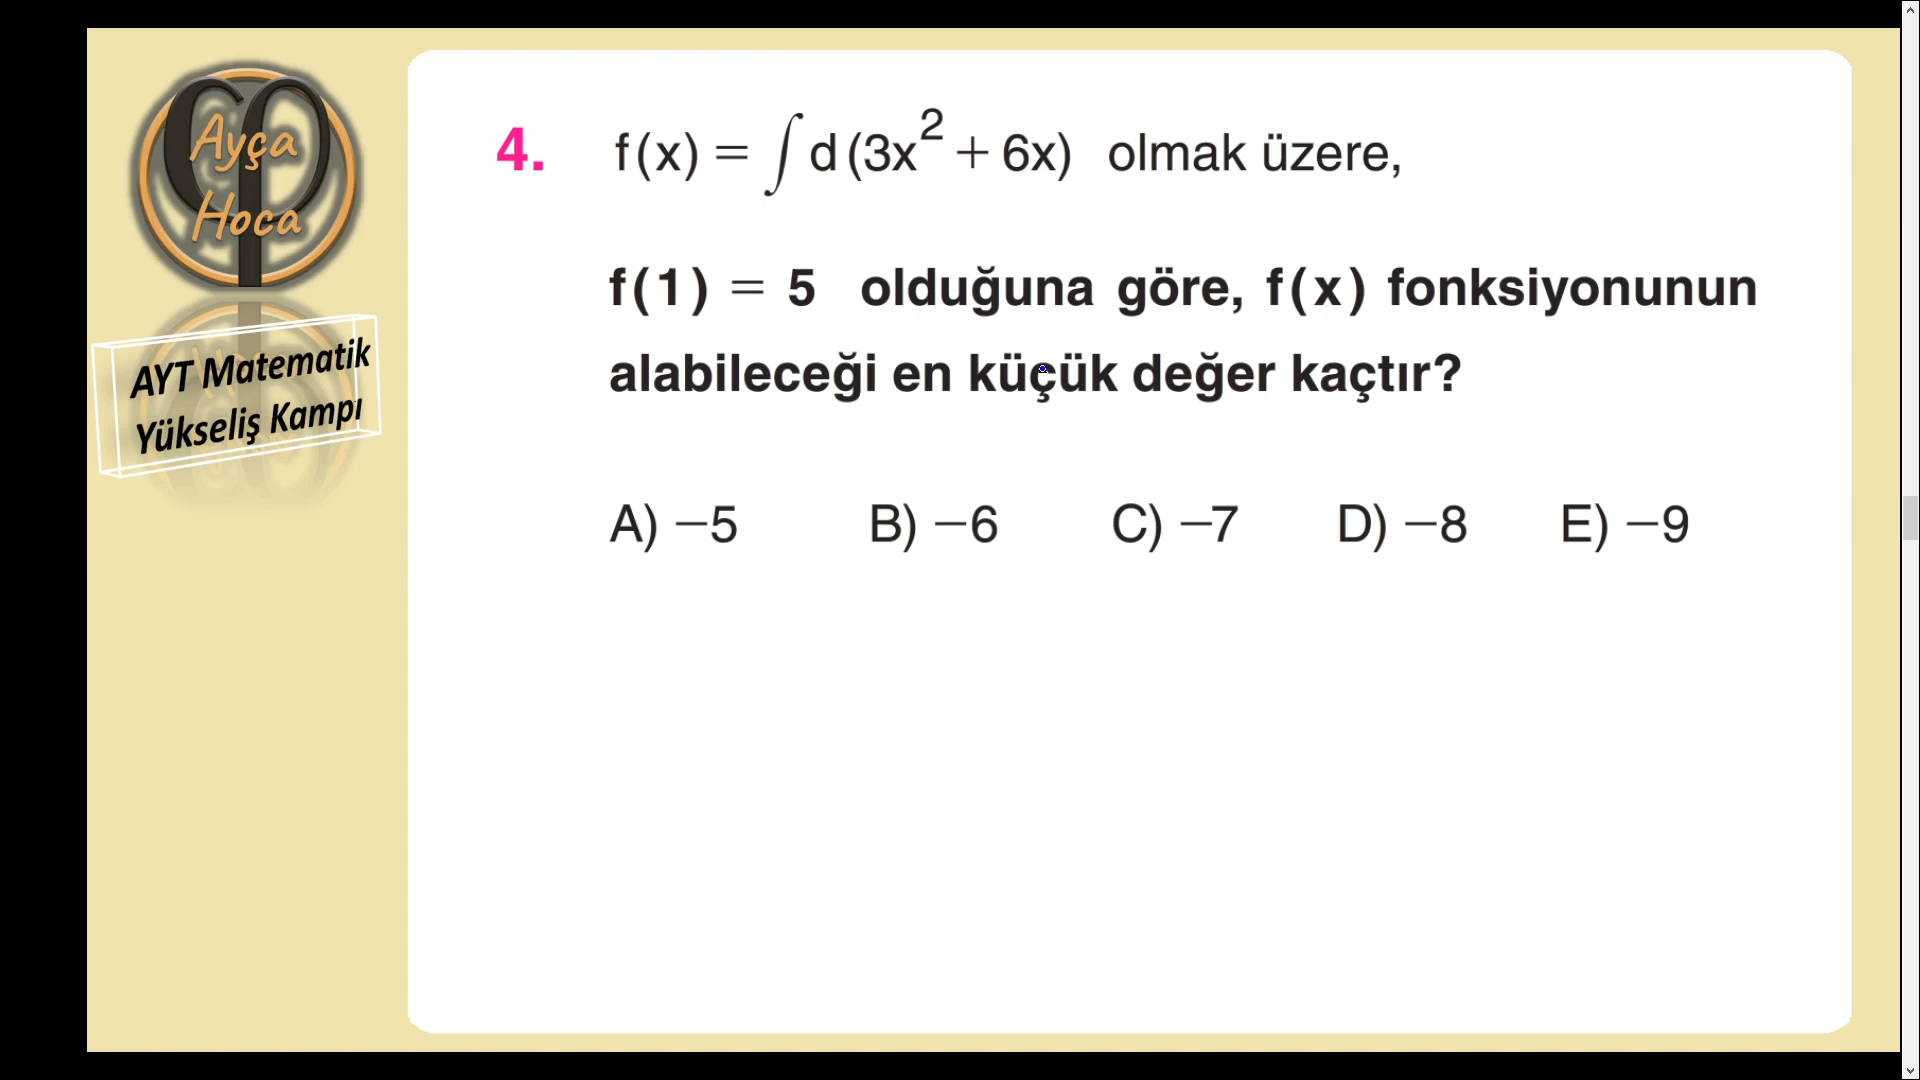 Ayça
Hoca
AYT Matematik
Yükseliş Kampı
4. f(x) = ∫ d(3x² + 6x) olmak üzere,
f(1) = 5 olduğuna göre, f(x) fonksiyonunun
alabileceği en küçük değer kaçtır?
A) −5 B) −6 C) −7 D) −8 E) −9